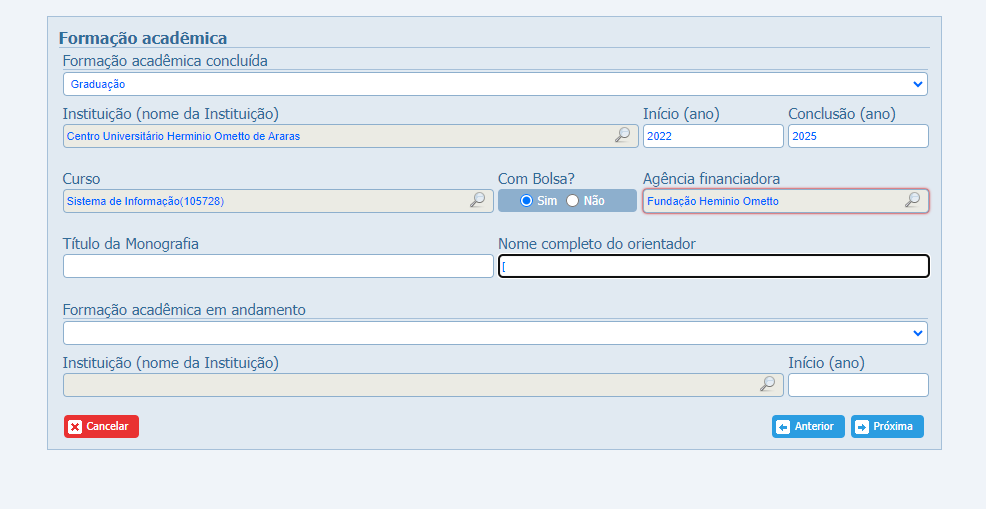 Formação acadêmica
Formação acadêmica concluída
Graduação
Instituição (nome da Instituição) Início (ano) Conclusão (ano)
Centro Universitário Herminio Ometto de Araras 2022 2025
Curso Com Bolsa? Agência financiadora
Sistema de Informação(105728) Sim Não Fundação Heminio Ometto
Título da Monografia Nome completo do orientador
[
Formação acadêmica em andamento
Instituição (nome da Instituição) Início (ano)
Cancelar Anterior Próxima